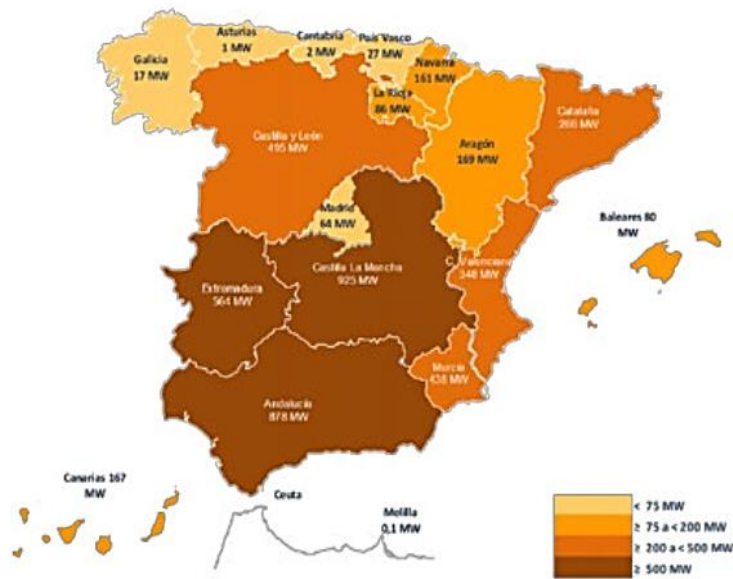 Asturias
1 MW
Cantabria
2 MW
País Vasco
27 MW
Galicia
17 MW
Navarra
161 MW
La Rioja
86 MW
Castilla y León
495 MW
Aragón
169 MW
Cataluña
MW
Madrid
64 MW
Baleares 80
MW
Castilla La Mancha
925 MW
C. Valenciana
348 MW
Extremadura
564 MW
Murcia
438 MW
Andalucía
878 MW
Canarias 167
MW
Ceuta
Melilla
0,1 MW
< 75 MW
≥ 75 a < 200 MW
≥ 200 a < 500 MW
≥ 500 MW